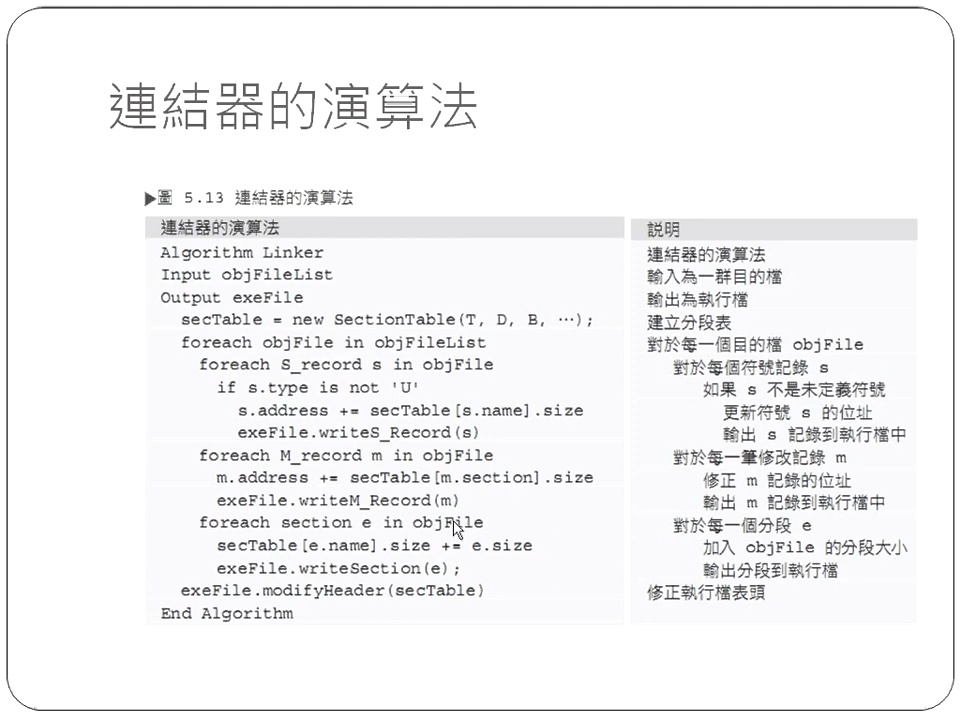 連結器的演算法
▶圖 5.13 連結器的演算法
連結器的演算法
Algorithm Linker
Input objFileList
Output exeFile
secTable = new SectionTable(T, D, B, …);
foreach objFile in objFileList
foreach S_record s in objFile
if s.type is not 'U'
s.address += secTable[s.name].size
exeFile.writeS_Record(s)
foreach M_record m in objFile
m.address += secTable[m.section].size
exeFile.writeM_Record(m)
foreach section e in objFile
secTable[e.name].size += e.size
exeFile.writeSection(e);
exeFile.modifyHeader(secTable)
End Algorithm
說明
連結器的演算法
輸入為一群目的檔
輸出為執行檔
建立分段表
對於每一個目的檔 objFile
對於每個符號記錄 s
如果 s 不是未定義符號
更新符號 s 的位址
輸出 s 記錄到執行檔中
對於每一筆修改記錄 m
修正 m 記錄的位址
輸出 m 記錄到執行檔中
對於每一個分段 e
加入 objFile 的分段大小
輸出分段到執行檔
修正執行檔表頭